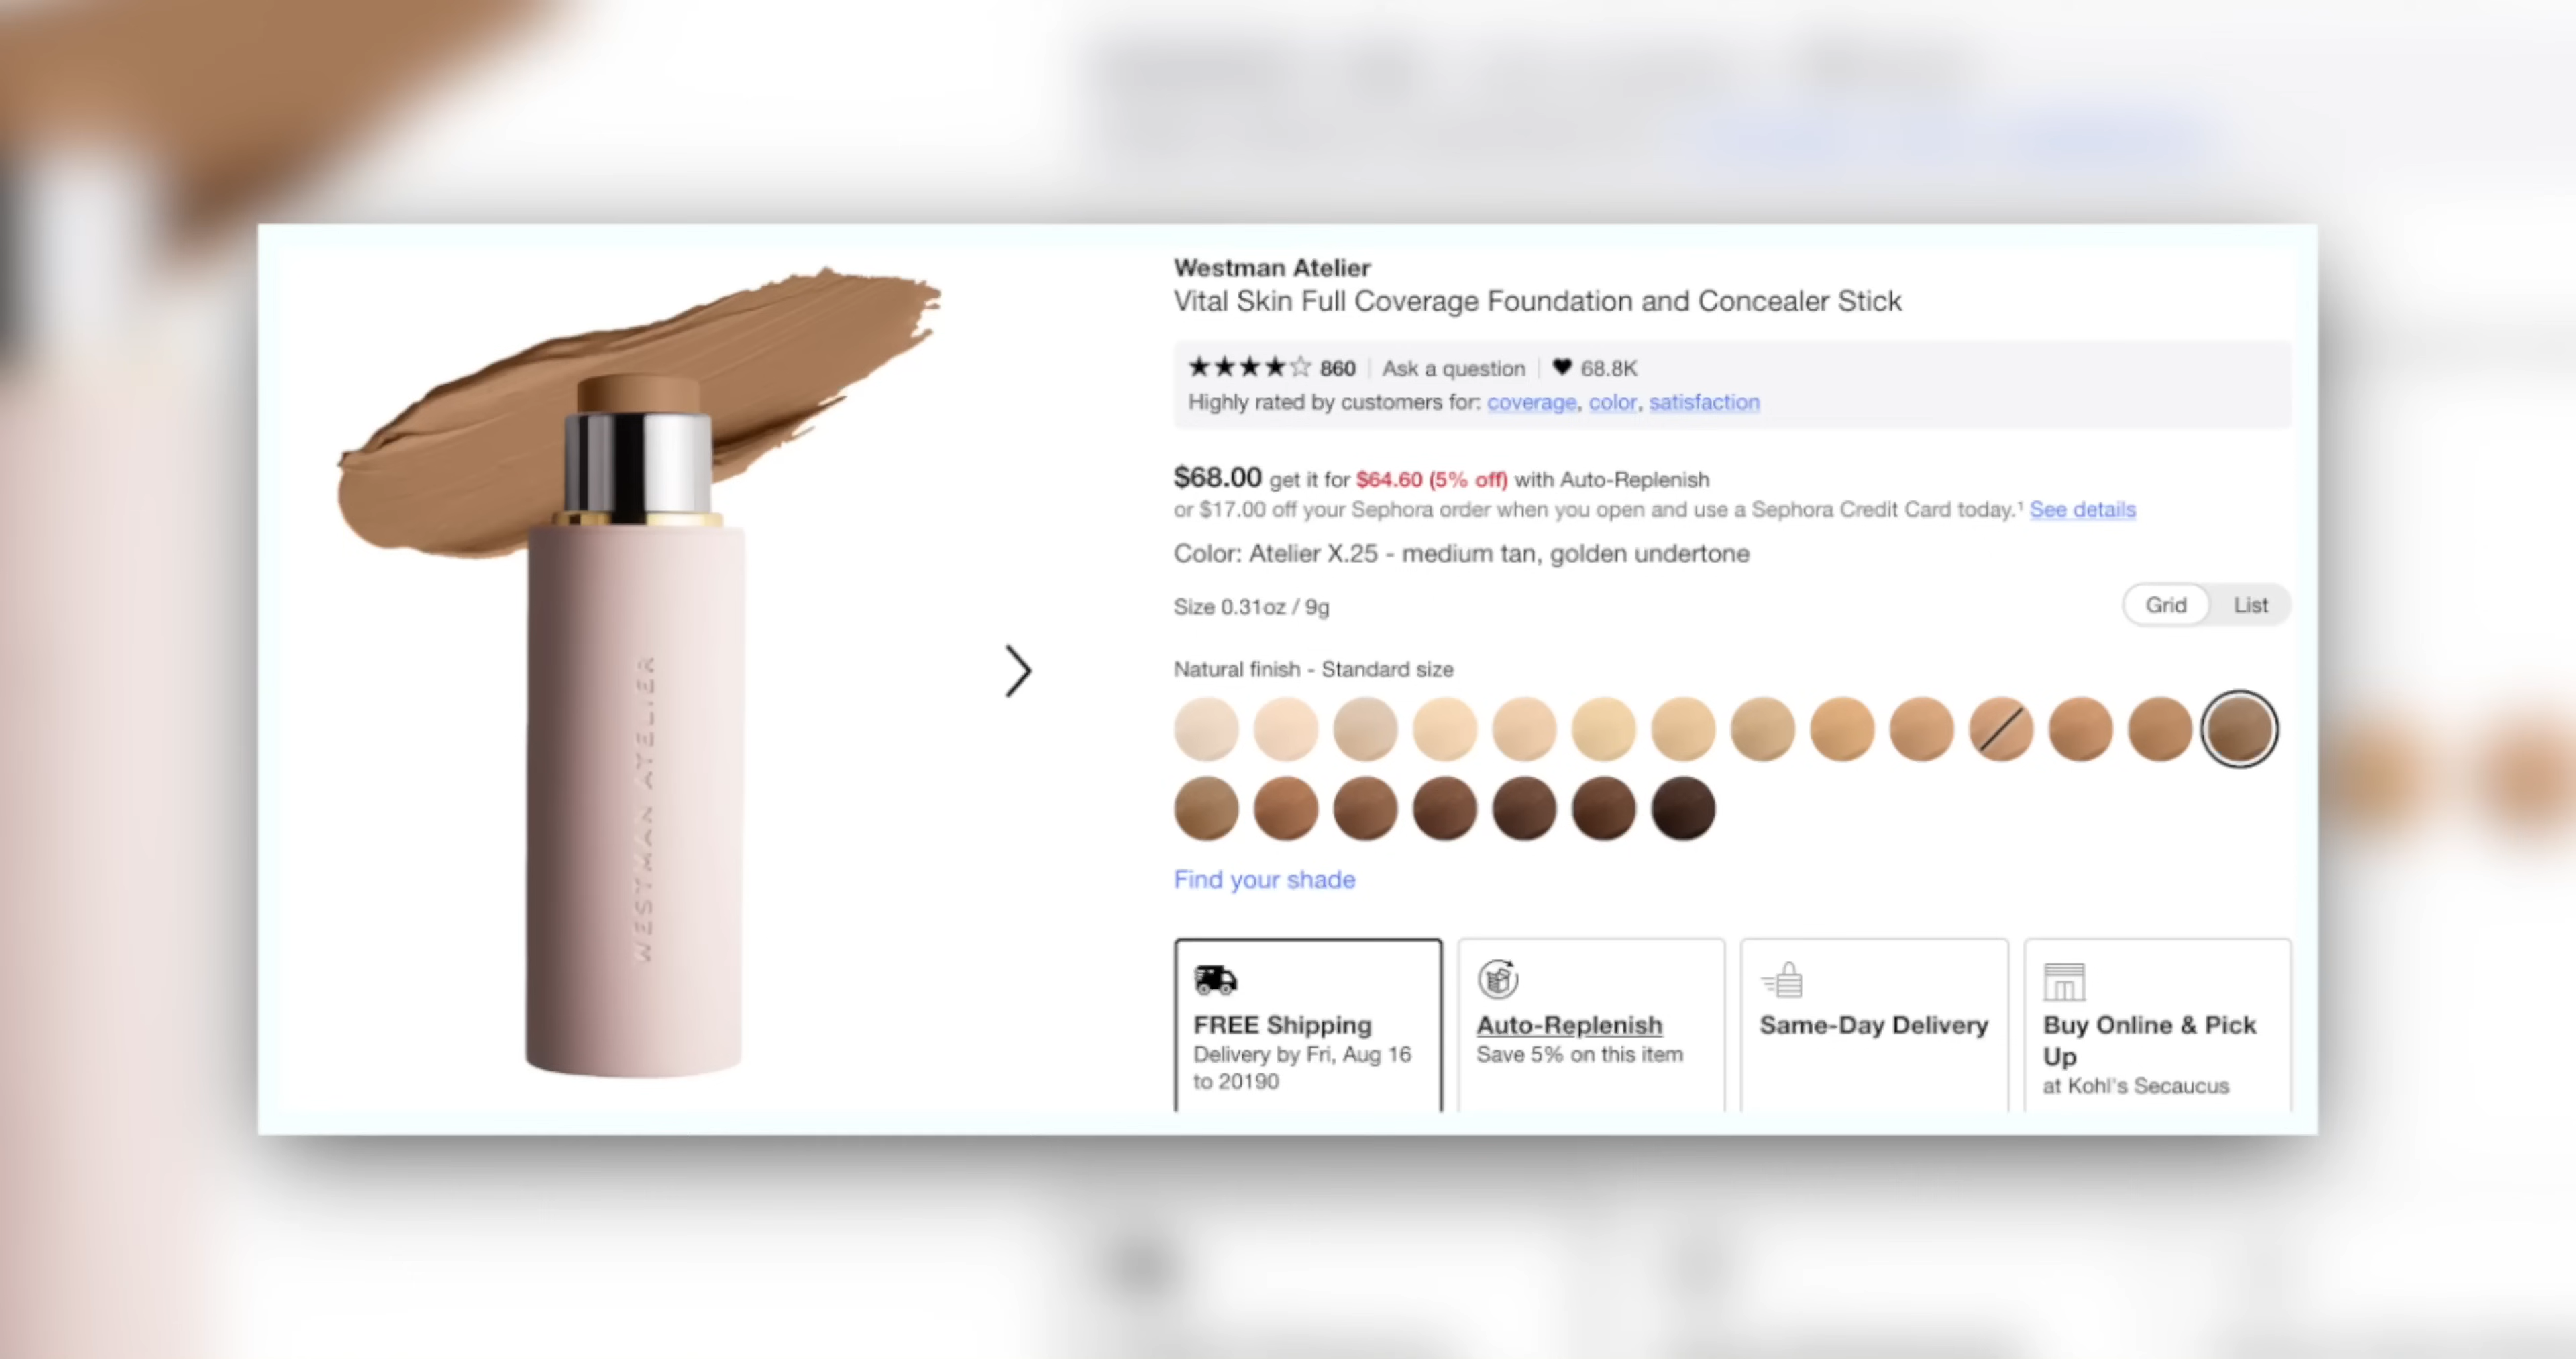 WESTMAN ATELIER
Westman Atelier
Vital Skin Full Coverage Foundation and Concealer Stick
860 Ask a question 68.8K
Highly rated by customers for: coverage, color, satisfaction
$68.00 get it for $64.60 (5% off) with Auto-Replenish
or $17.00 off your Sephora order when you open and use a Sephora Credit Card today.¹ See details
Color: Atelier X.25 - medium tan, golden undertone
Size 0.31oz / 9g
Grid List
Natural finish - Standard size
Find your shade
FREE Shipping
Delivery by Fri, Aug 16
to 20190
Auto-Replenish
Save 5% on this item
Same-Day Delivery
Buy Online & Pick
Up
at Kohl's Secaucus